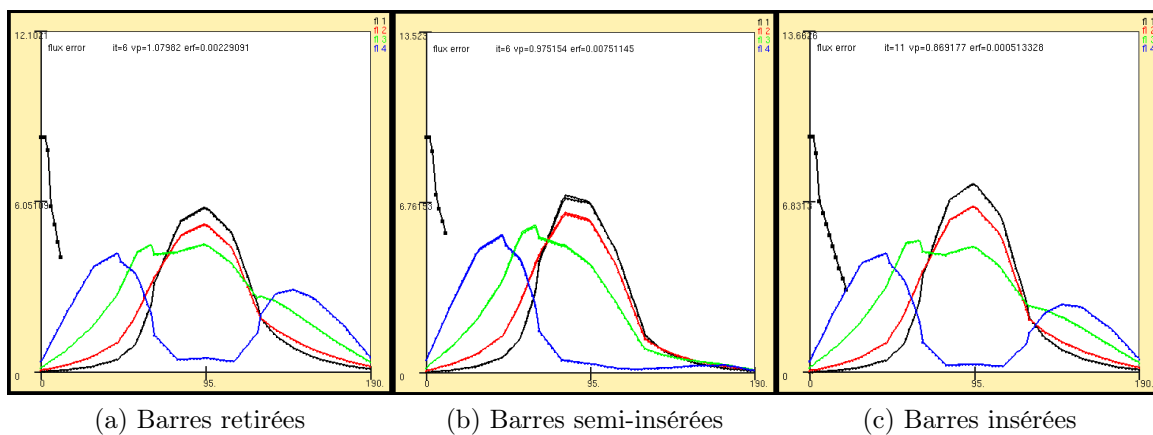 12.1021
flux error it=6 vp=1.07982 erf=0.00229091
fl 1
fl 2
fl 3
fl 4
6.05109
0
0
95.
190.
13.523
flux error it=6 vp=0.975154 erf=0.00751145
fl 1
fl 2
fl 3
fl 4
6.76153
0
0
95.
190.
13.6626
flux error it=11 vp=0.869177 erf=0.000513328
fl 1
fl 2
fl 3
fl 4
6.8313
0
0
95.
190.
(a) Barres retirées
(b) Barres semi-insérées
(c) Barres insérées